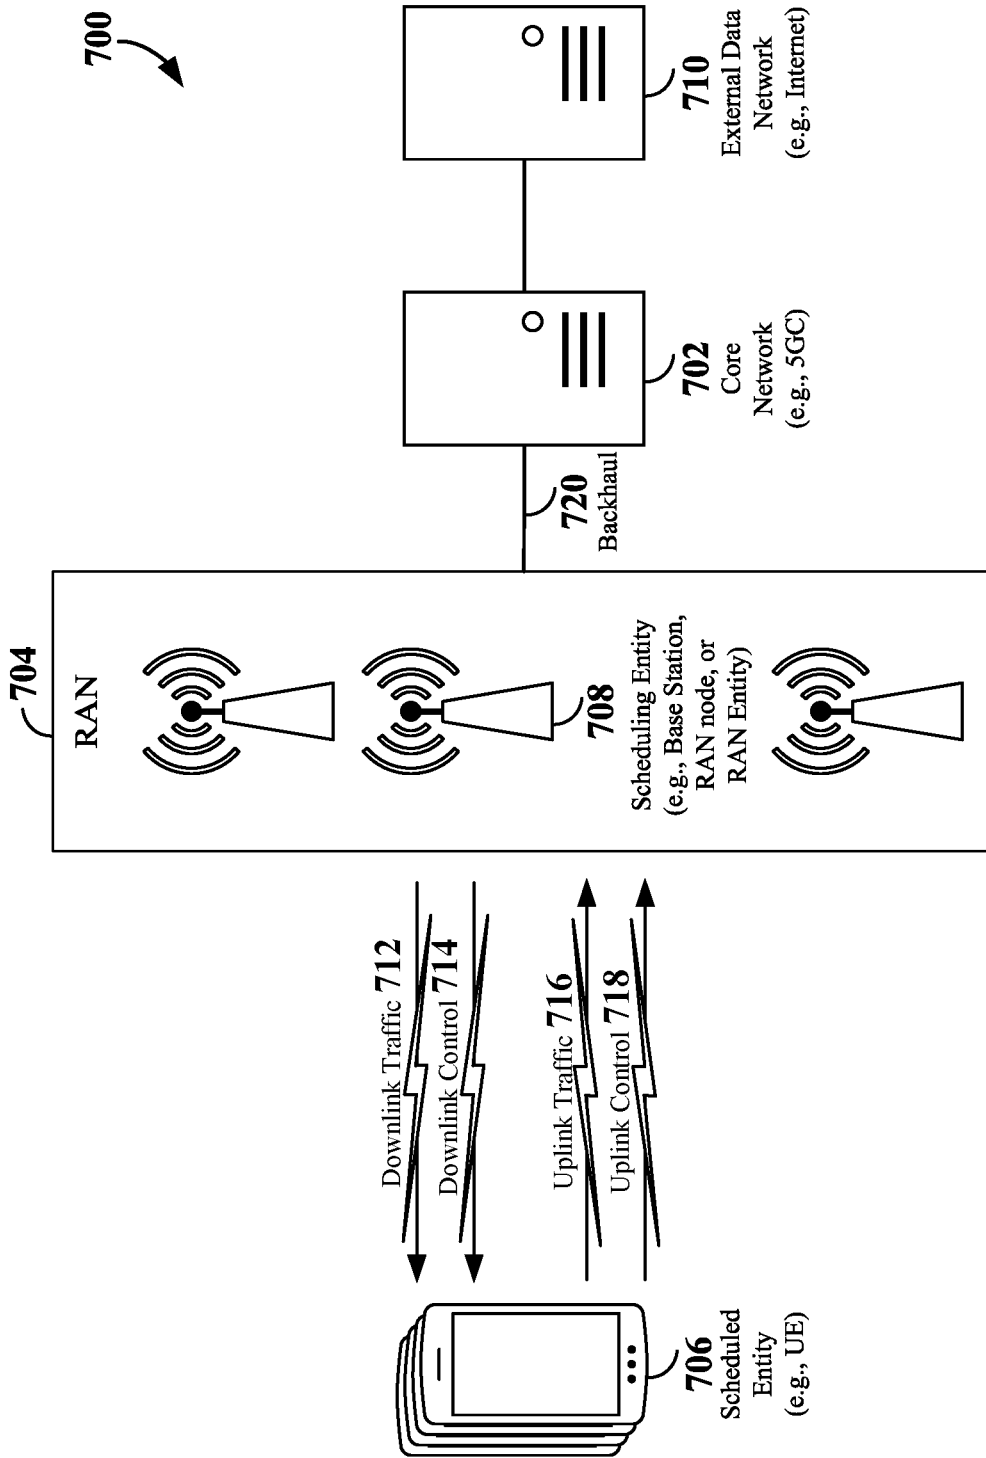 700
704
RAN
708
Scheduling Entity
(e.g., Base Station,
RAN node, or
RAN Entity)
Downlink Traffic 712
Downlink Control 714
Uplink Traffic 716
Uplink Control 718
706
Scheduled
Entity
(e.g., UE)
720
Backhaul
702
Core
Network
(e.g., 5GC)
710
External Data
Network
(e.g., Internet)